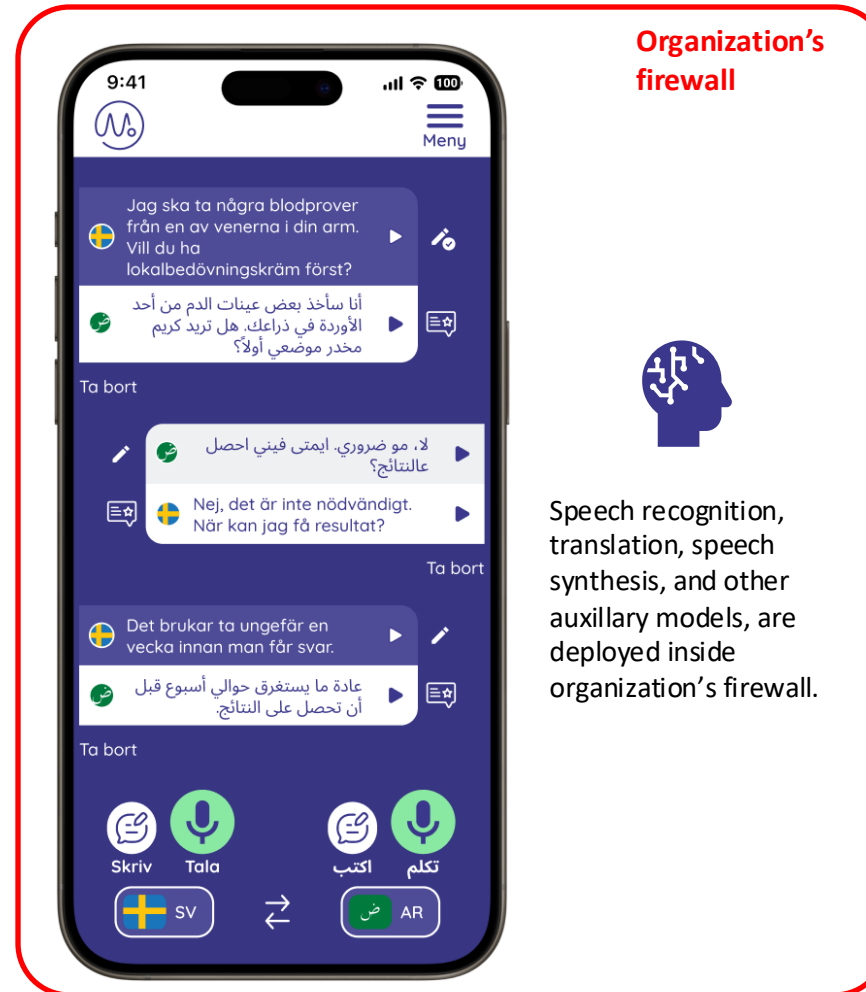 Organization's
firewall
9:41
100
Meny
Jag ska ta några blodprover
från en av venerna i din arm.
Vill du ha
lokalbedövningskräm först?
ض
أنا سأخذ بعض عينات الدم من أحد
الأوردة في ذراعك. هل تريد كريم
مخدر موضعي أولاً؟
Ta bort
ض
لا، مو ضروري. ايمتى فيني احصل
عالنتائج؟
Nej, det är inte nödvändigt.
När kan jag få resultat?
Ta bort
Det brukar ta ungefär en
vecka innan man får svar.
ض
عادة ما يستغرق حوالي أسبوع قبل
أن تحصل على النتائج.
Ta bort
Skriv
Tala
اكتب
تكلم
SV
ض
AR
Speech recognition,
translation, speech
synthesis, and other
auxillary models, are
deployed inside
organization's firewall.